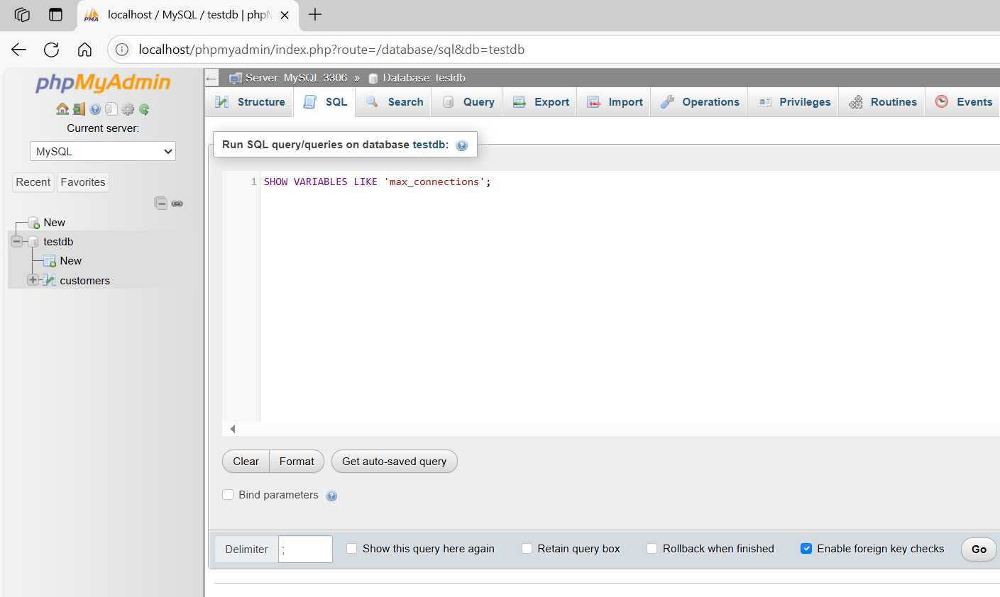 localhost / MySQL / testdb | phpM
localhost/phpmyadmin/index.php?route=/database/sql&db=testdb
phpMyAdmin
Current server:
MySQL
Recent Favorites
New
testdb
New
customers
Server: MySQL:3306 » Database: testdb
Structure SQL Search Query Export Import Operations Privileges Routines Events
Run SQL query/queries on database testdb:
1 SHOW VARIABLES LIKE 'max_connections';
Clear Format Get auto-saved query
Bind parameters
Delimiter ; Show this query here again Retain query box Rollback when finished Enable foreign key checks Go